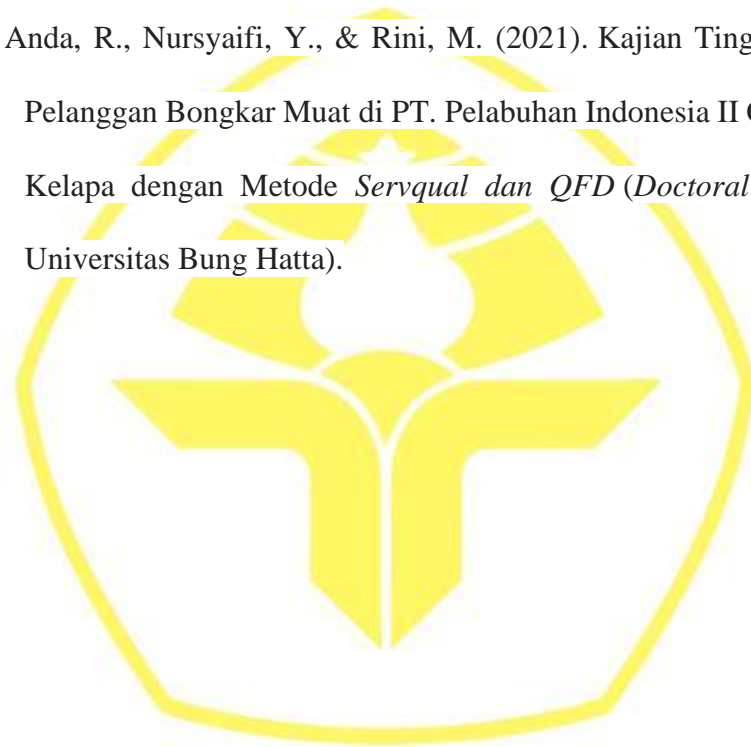 Anda, R., Nursyaifi, Y., & Rini, M. (2021). Kajian Ting
Pelanggan Bongkar Muat di PT. Pelabuhan Indonesia II
Kelapa dengan Metode Servqual dan QFD (Doctoral
Universitas Bung Hatta).